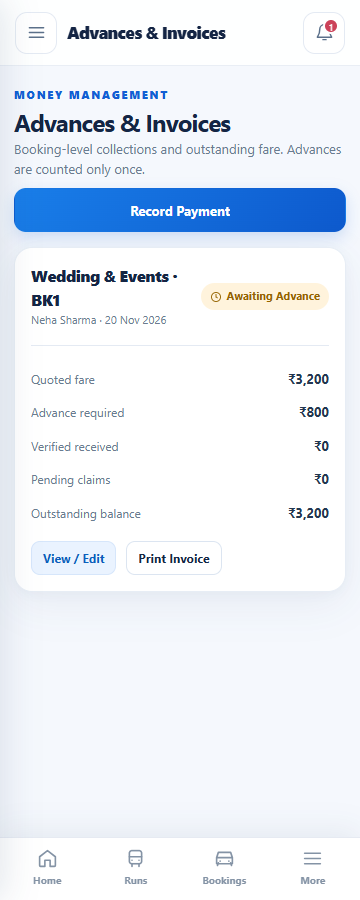 Advances & Invoices
1
MONEY MANAGEMENT
Advances & Invoices
Booking-level collections and outstanding fare. Advances
are counted only once.
Record Payment
Wedding & Events ·
BK1
Neha Sharma · 20 Nov 2026
Awaiting Advance
Quoted fare ₹3,200
Advance required ₹800
Verified received ₹0
Pending claims ₹0
Outstanding balance ₹3,200
View / Edit Print Invoice
Home Runs Bookings More